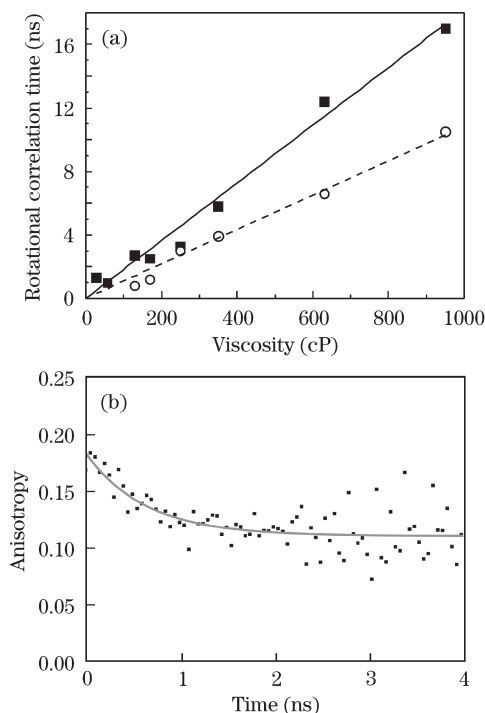 (a)
Rotational correlation time (ns)
16
12
8
4
0
0 200 400 600 800 1000
Viscosity (cP)
(b)
Anisotropy
0.25
0.20
0.15
0.10
0.05
0.00
0 1 2 3 4
Time (ns)